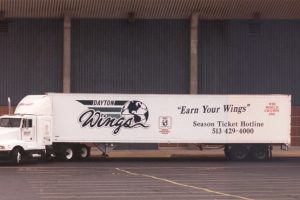 DAYTON
Wings
"Earn Your Wings"
Season Ticket Hotline
513 429-4000